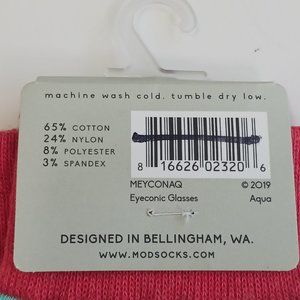 machine wash cold. tumble dry low.
65% COTTON
24% NYLON
8% POLYESTER
3% SPANDEX
8 16626 02320 6
MEYCONAQ © 2019
Eyeconic Glasses Aqua
DESIGNED IN BELLINGHAM, WA.
WWW.MODSOCKS.COM